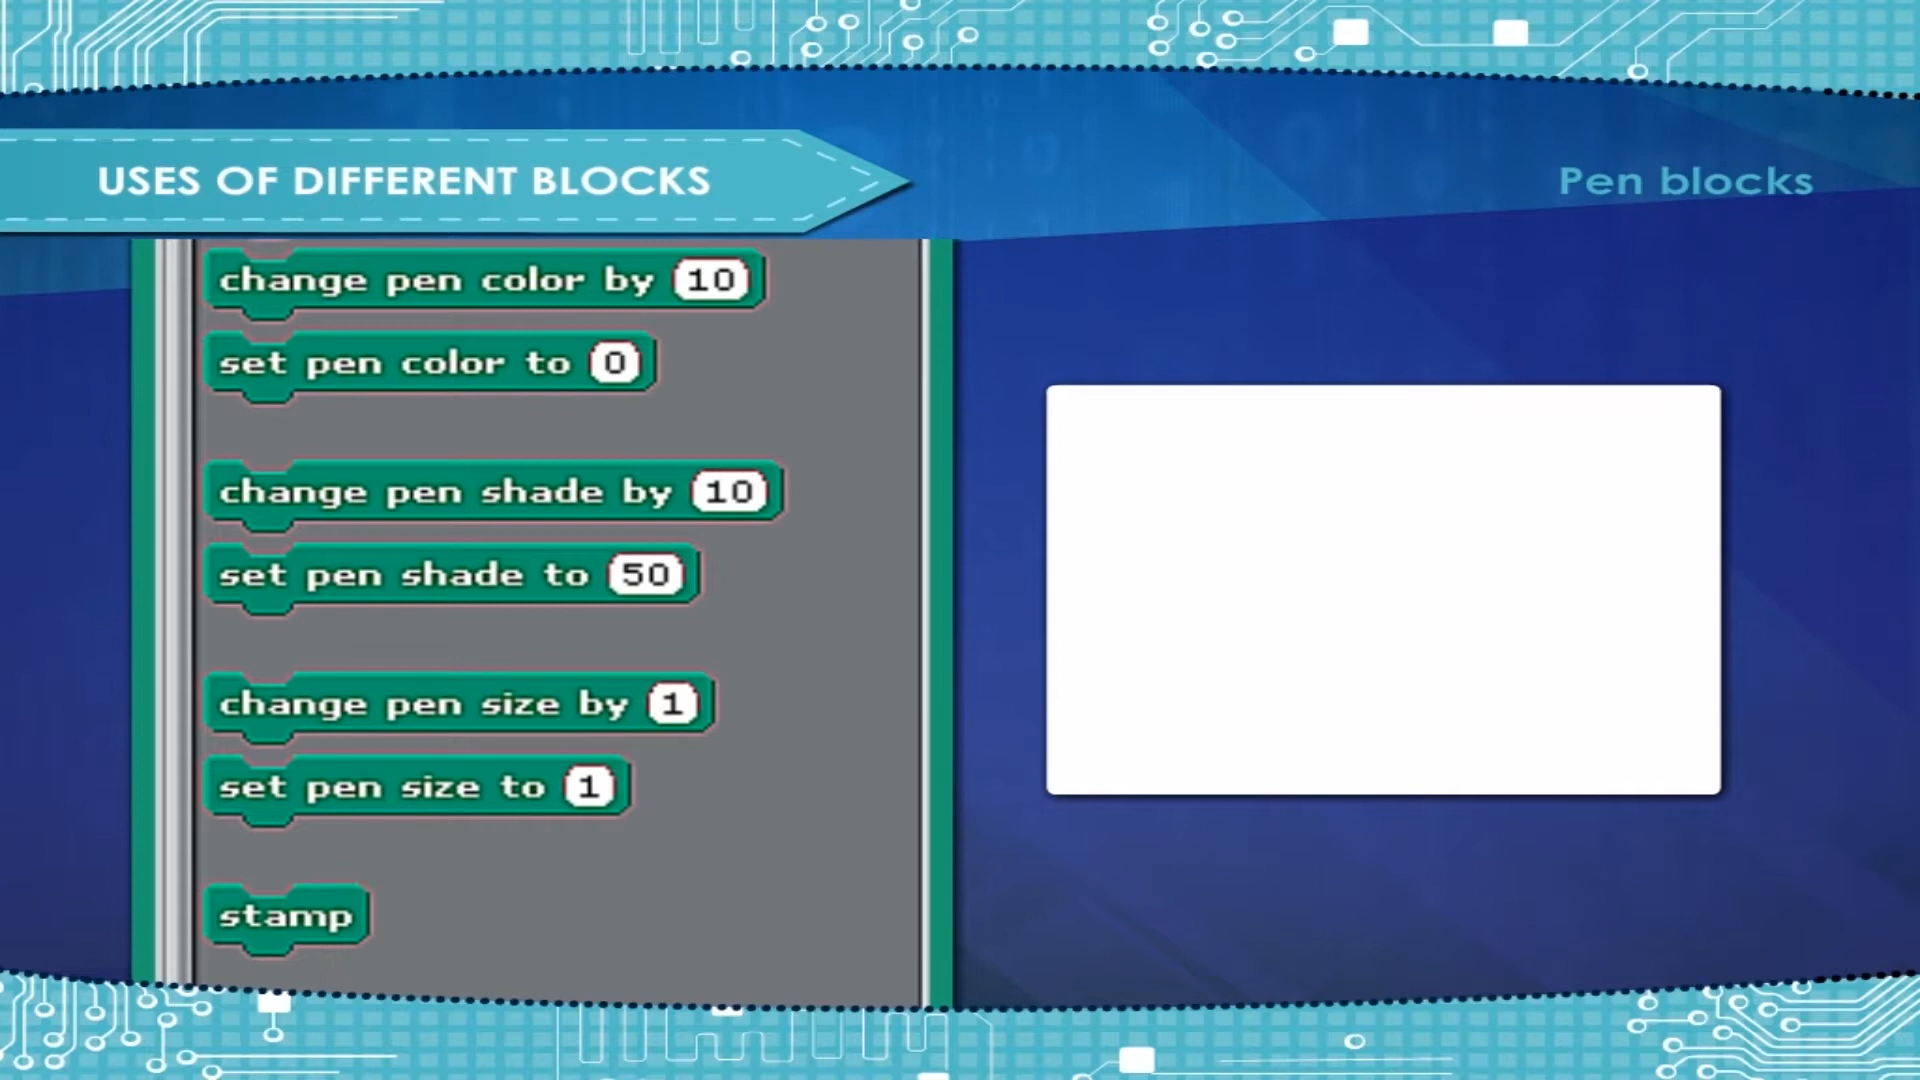 USES OF DIFFERENT BLOCKS
Pen blocks
change pen color by 10
set pen color to 0
change pen shade by 10
set pen shade to 50
change pen size by 1
set pen size to 1
stamp